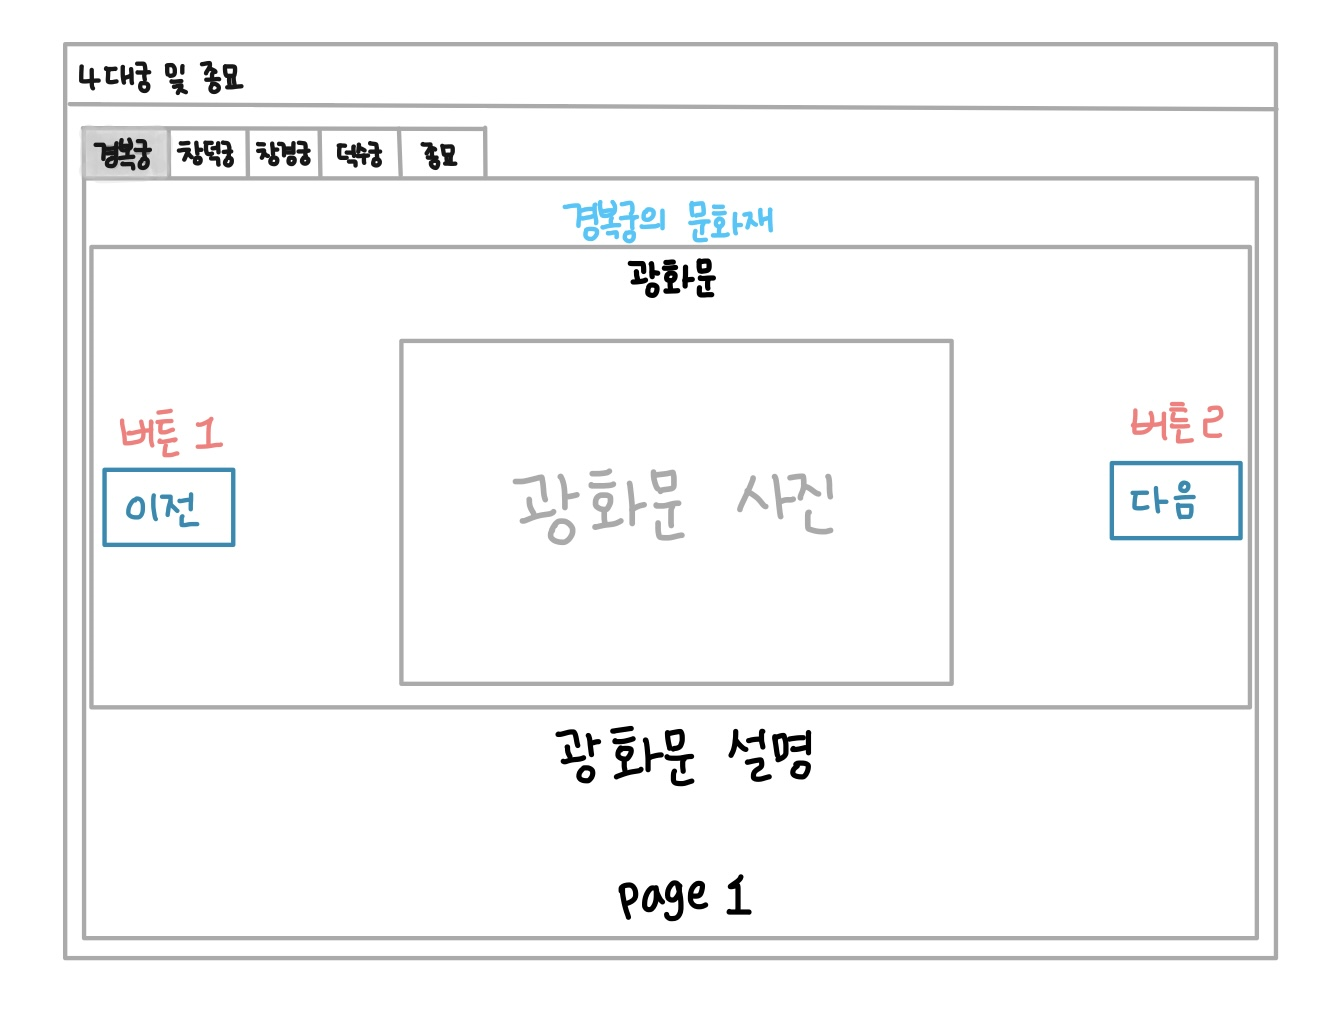 4대궁 및 종묘
경복궁 창덕궁 창경궁 덕수궁 종묘
경복궁의 문화재
광화문
버튼 1
버튼 2
이전
광화문 사진
다음
광화문 설명
page 1